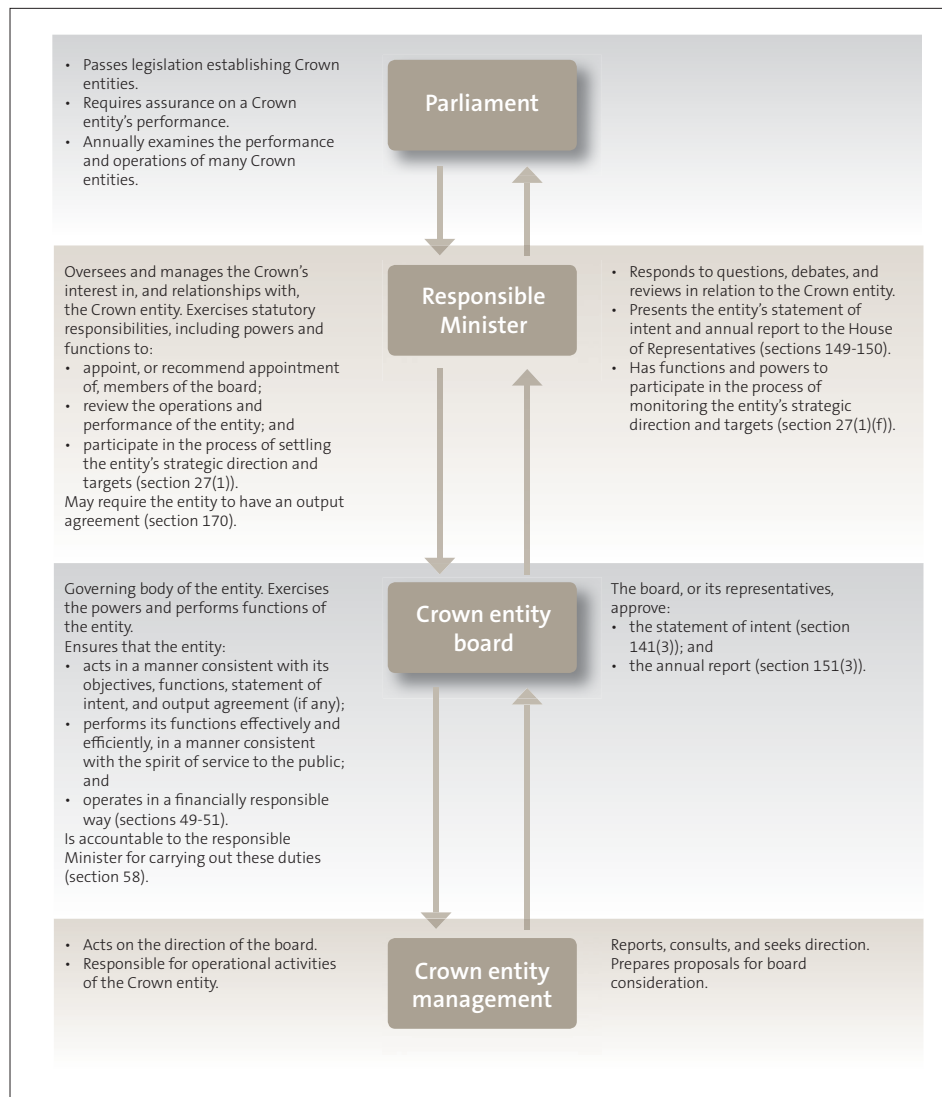 • Passes legislation establishing Crown
entities.
• Requires assurance on a Crown
entity's performance.
• Annually examines the performance
and operations of many Crown
entities.
Parliament
Oversees and manages the Crown's
interest in, and relationships with,
the Crown entity. Exercises statutory
responsibilities, including powers and
functions to:
• appoint, or recommend appointment
of, members of the board;
• review the operations and
performance of the entity; and
• participate in the process of settling
the entity's strategic direction and
targets (section 27(1)).
May require the entity to have an output
agreement (section 170).
Responsible
Minister
• Responds to questions, debates, and
reviews in relation to the Crown entity.
• Presents the entity's statement of
intent and annual report to the House
of Representatives (sections 149-150).
• Has functions and powers to
participate in the process of
monitoring the entity's strategic
direction and targets (section 27(1)(f)).
Governing body of the entity. Exercises
the powers and performs functions of
the entity.
Ensures that the entity:
• acts in a manner consistent with its
objectives, functions, statement of
intent, and output agreement (if any);
• performs its functions effectively and
efficiently, in a manner consistent
with the spirit of service to the public;
and
• operates in a financially responsible
way (sections 49-51).
Is accountable to the responsible
Minister for carrying out these duties
(section 58).
Crown entity
board
The board, or its representatives,
approve:
• the statement of intent (section
141(3)); and
• the annual report (section 151(3)).
• Acts on the direction of the board.
• Responsible for operational activities
of the Crown entity.
Crown entity
management
Reports, consults, and seeks direction.
Prepares proposals for board
consideration.